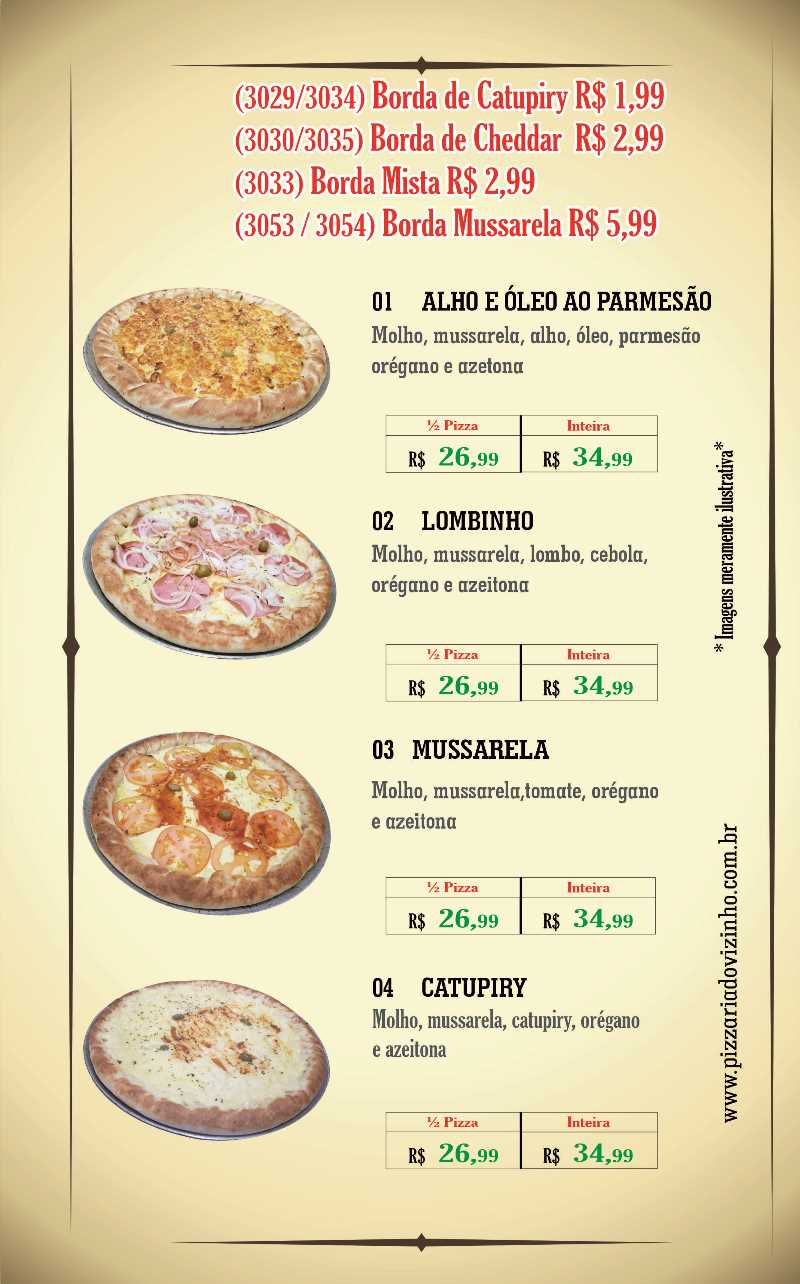 (3029/3034) Borda de Catupiry R$ 1,99
(3030/3035) Borda de Cheddar R$ 2,99
(3033) Borda Mista R$ 2,99
(3053 / 3054) Borda Mussarela R$ 5,99
01 ALHO E ÓLEO AO PARMESÃO
Molho, mussarela, alho, óleo, parmesão
orégano e azetona
½ Pizza Inteira
R$ 26,99 R$ 34,99
02 LOMBINHO
Molho, mussarela, lombo, cebola,
orégano e azeitona
½ Pizza Inteira
R$ 26,99 R$ 34,99
03 MUSSARELA
Molho, mussarela,tomate, orégano
e azeitona
½ Pizza Inteira
R$ 26,99 R$ 34,99
04 CATUPIRY
Molho, mussarela, catupiry, orégano
e azeitona
½ Pizza Inteira
R$ 26,99 R$ 34,99
* Imagens meramente ilustrativa*
www.pizzariadovizinho.com.br